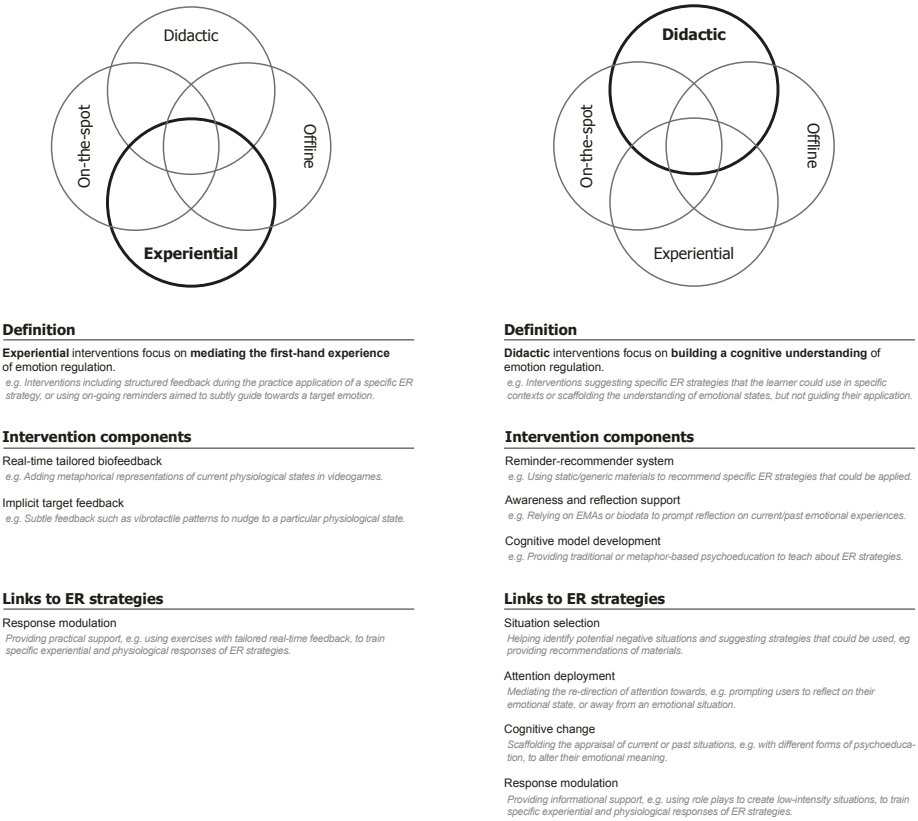 Didactic
On-the-spot
Offline
Experiential
Definition
Experiential interventions focus on mediating the first-hand experience
of emotion regulation.
e.g. Interventions including structured feedback during the practice application of a specific ER
strategy, or using on-going reminders aimed to subtly guide towards a target emotion.
Intervention components
Real-time tailored biofeedback
e.g. Adding metaphorical representations of current physiological states in videogames.
Implicit target feedback
e.g. Subtle feedback such as vibrotactile patterns to nudge to a particular physiological state.
Links to ER strategies
Response modulation
Providing practical support, e.g. using exercises with tailored real-time feedback, to train
specific experiential and physiological responses of ER strategies.
Didactic
On-the-spot
Offline
Experiential
Definition
Didactic interventions focus on building a cognitive understanding of
emotion regulation.
e.g. Interventions suggesting specific ER strategies that the learner could use in specific
contexts or scaffolding the understanding of emotional states, but not guiding their application.
Intervention components
Reminder-recommender system
e.g. Using static/generic materials to recommend specific ER strategies that could be applied.
Awareness and reflection support
e.g. Relying on EMAs or biodata to prompt reflection on current/past emotional experiences.
Cognitive model development
e.g. Providing traditional or metaphor-based psychoeducation to teach about ER strategies.
Links to ER strategies
Situation selection
Helping identify potential negative situations and suggesting strategies that could be used, eg
providing recommendations of materials.
Attention deployment
Mediating the re-direction of attention towards, e.g. prompting users to reflect on their
emotional state, or away from an emotional situation.
Cognitive change
Scaffolding the appraisal of current or past situations, e.g. with different forms of psychoeduca-
tion, to alter their emotional meaning.
Response modulation
Providing informational support, e.g. using role plays to create low-intensity situations, to train
specific experiential and physiological responses of ER strategies.